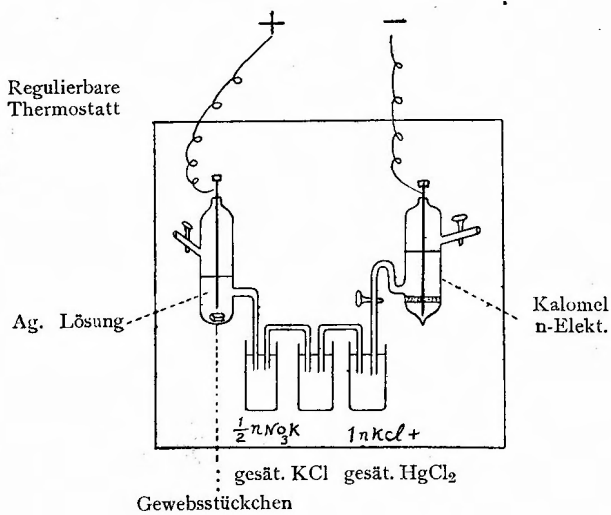 + −
Regulierbare
Thermostatt
Ag. Lösung
Kalomel
n-Elekt.
½ n NO₃K 1 n Kcl +
gesät. KCl gesät. HgCl₂
Gewebsstückchen